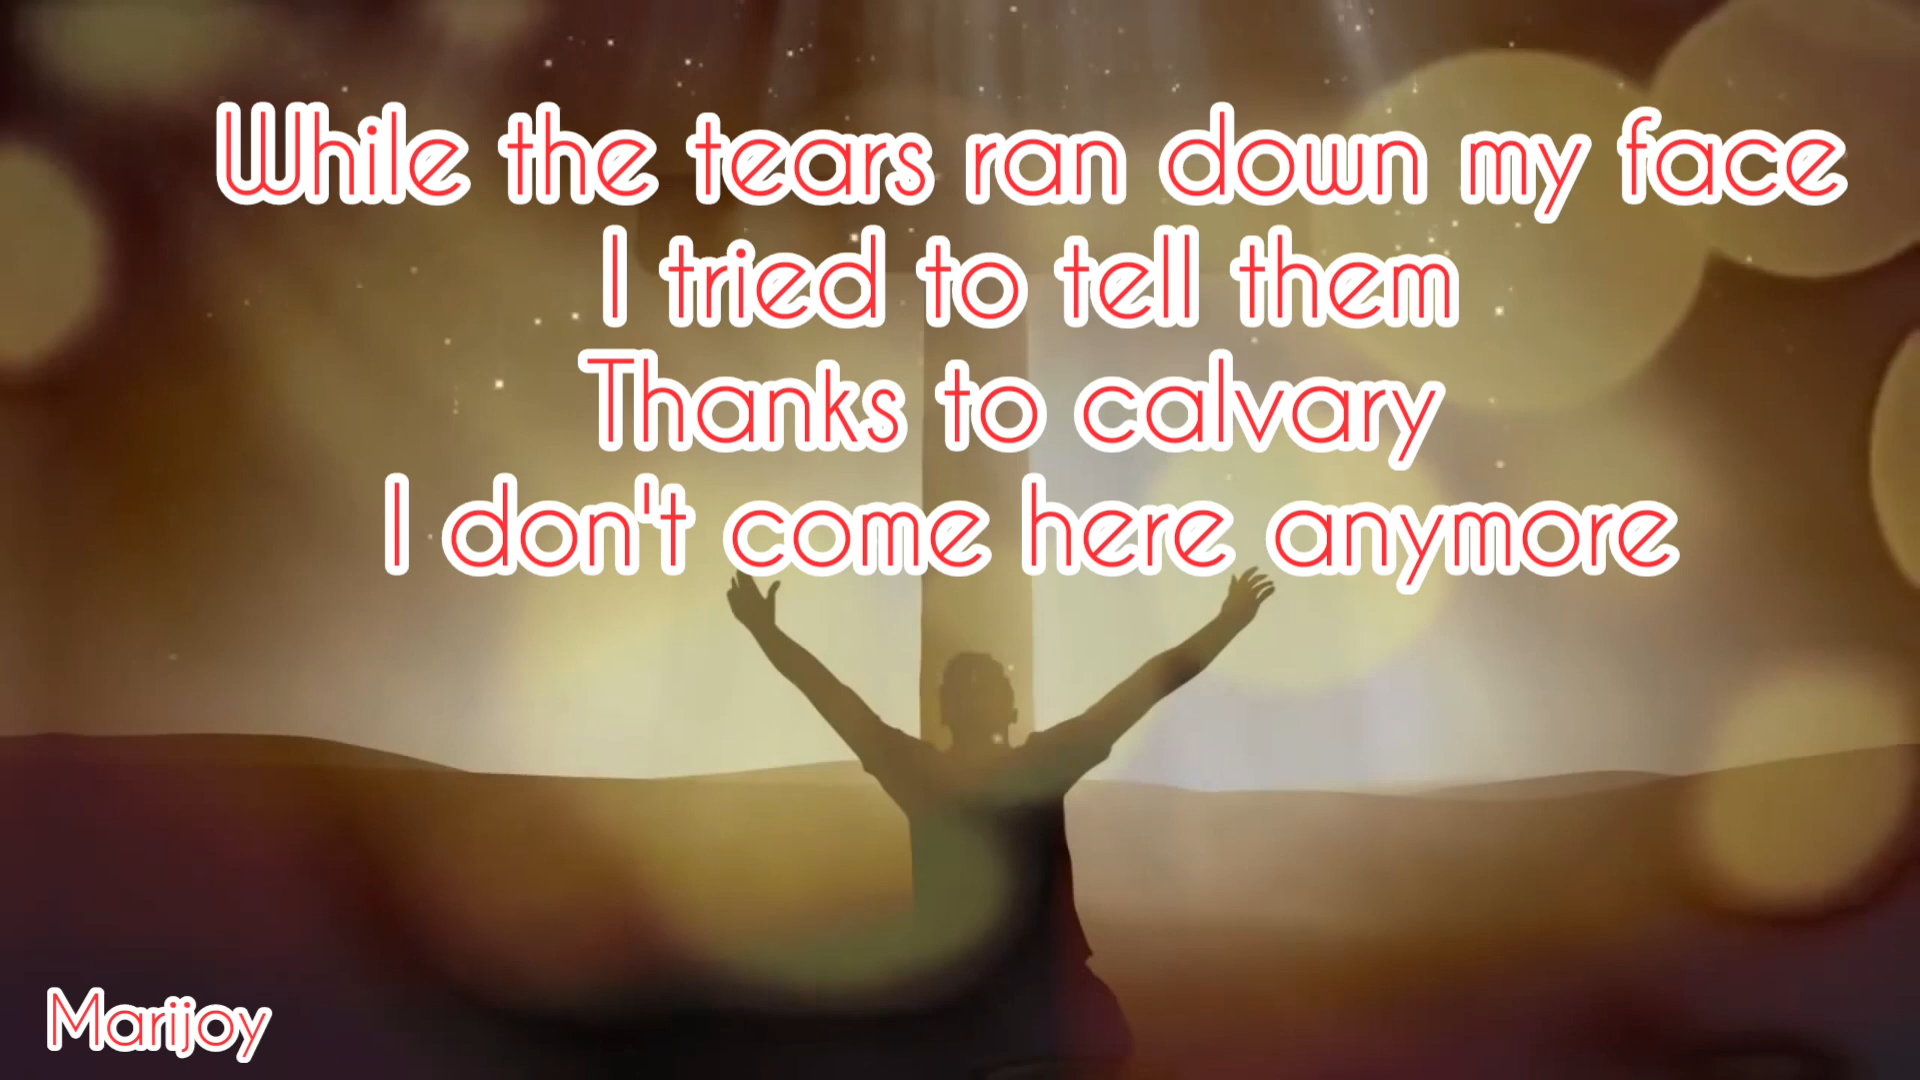 While the tears ran down my face
I tried to tell them
Thanks to calvary
I don't come here anymore
Marijoy